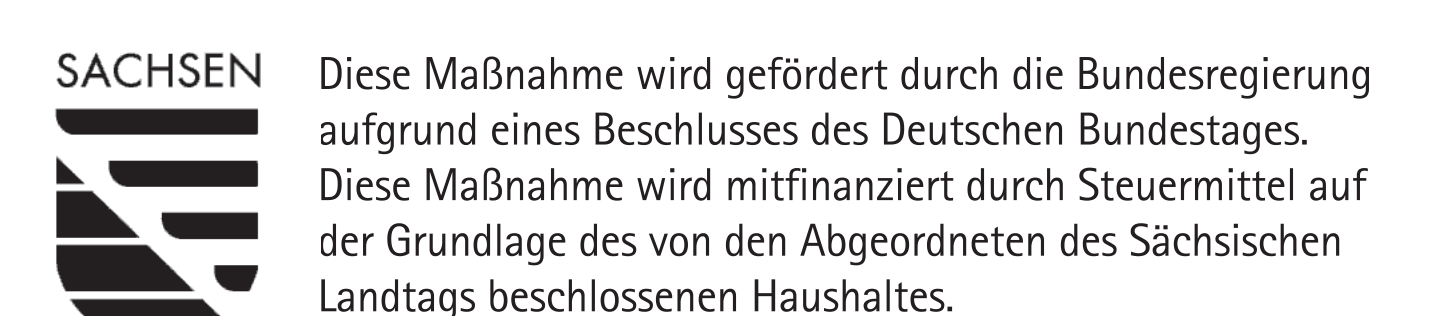 SACHSEN
Diese Maßnahme wird gefördert durch die Bundesregierung
aufgrund eines Beschlusses des Deutschen Bundestages.
Diese Maßnahme wird mitfinanziert durch Steuermittel auf
der Grundlage des von den Abgeordneten des Sächsischen
Landtags beschlossenen Haushaltes.